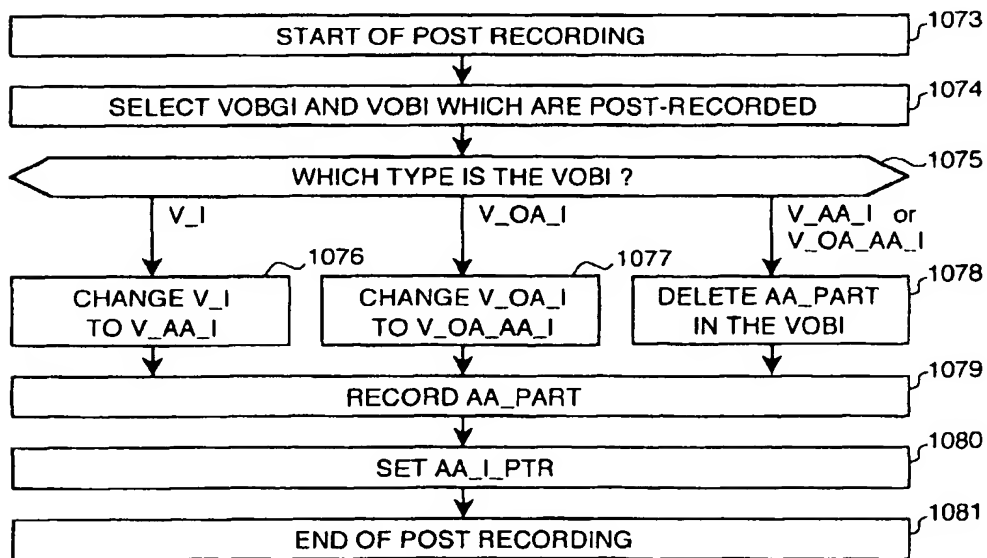 START OF POST RECORDING
1073
SELECT VOBGI AND VOBI WHICH ARE POST-RECORDED
1074
WHICH TYPE IS THE VOBI ?
1075
V_I
V_OA_I
V_AA_I or
V_OA_AA_I
1076
CHANGE V_I
TO V_AA_I
1077
CHANGE V_OA_I
TO V_OA_AA_I
1078
DELETE AA_PART
IN THE VOBI
RECORD AA_PART
1079
SET AA_I_PTR
1080
END OF POST RECORDING
1081